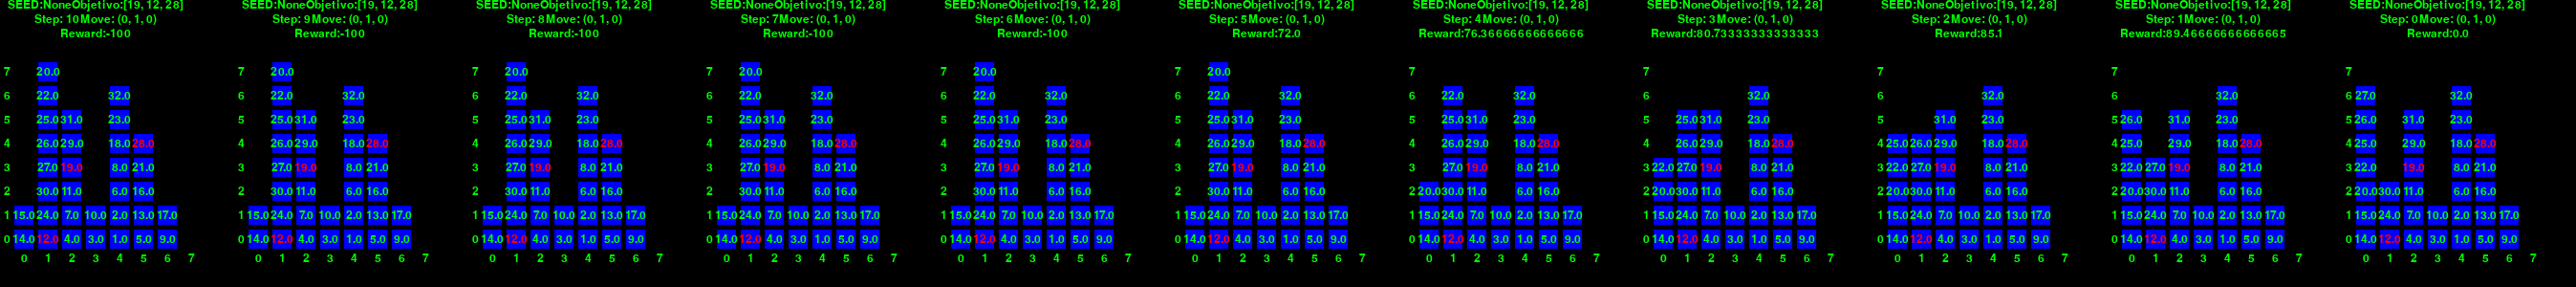 SEED:NoneObjetivo:[19, 12, 28]
Step: 10Move: (0, 1, 0)
Reward:-100
7 20.0
6 22.0 32.0
5 25.0 31.0 23.0
4 26.0 29.0 18.0 28.0
3 27.0 19.0 8.0 21.0
2 30.0 11.0 6.0 16.0
1 15.0 24.0 7.0 10.0 2.0 13.0 17.0
0 14.0 12.0 4.0 3.0 1.0 5.0 9.0
0 1 2 3 4 5 6 7
SEED:NoneObjetivo:[19, 12, 28]
Step: 9Move: (0, 1, 0)
Reward:-100
7 20.0
6 22.0 32.0
5 25.0 31.0 23.0
4 26.0 29.0 18.0 28.0
3 27.0 19.0 8.0 21.0
2 30.0 11.0 6.0 16.0
1 15.0 24.0 7.0 10.0 2.0 13.0 17.0
0 14.0 12.0 4.0 3.0 1.0 5.0 9.0
0 1 2 3 4 5 6 7
SEED:NoneObjetivo:[19, 12, 28]
Step: 8Move: (0, 1, 0)
Reward:-100
7 20.0
6 22.0 32.0
5 25.0 31.0 23.0
4 26.0 29.0 18.0 28.0
3 27.0 19.0 8.0 21.0
2 30.0 11.0 6.0 16.0
1 15.0 24.0 7.0 10.0 2.0 13.0 17.0
0 14.0 12.0 4.0 3.0 1.0 5.0 9.0
0 1 2 3 4 5 6 7
SEED:NoneObjetivo:[19, 12, 28]
Step: 7Move: (0, 1, 0)
Reward:-100
7 20.0
6 22.0 32.0
5 25.0 31.0 23.0
4 26.0 29.0 18.0 28.0
3 27.0 19.0 8.0 21.0
2 30.0 11.0 6.0 16.0
1 15.0 24.0 7.0 10.0 2.0 13.0 17.0
0 14.0 12.0 4.0 3.0 1.0 5.0 9.0
0 1 2 3 4 5 6 7
SEED:NoneObjetivo:[19, 12, 28]
Step: 6Move: (0, 1, 0)
Reward:-100
7 20.0
6 22.0 32.0
5 25.0 31.0 23.0
4 26.0 29.0 18.0 28.0
3 27.0 19.0 8.0 21.0
2 30.0 11.0 6.0 16.0
1 15.0 24.0 7.0 10.0 2.0 13.0 17.0
0 14.0 12.0 4.0 3.0 1.0 5.0 9.0
0 1 2 3 4 5 6 7
SEED:NoneObjetivo:[19, 12, 28]
Step: 5Move: (0, 1, 0)
Reward:72.0
7 20.0
6 22.0 32.0
5 25.0 31.0 23.0
4 26.0 29.0 18.0 28.0
3 27.0 19.0 8.0 21.0
2 30.0 11.0 6.0 16.0
1 15.0 24.0 7.0 10.0 2.0 13.0 17.0
0 14.0 12.0 4.0 3.0 1.0 5.0 9.0
0 1 2 3 4 5 6 7
SEED:NoneObjetivo:[19, 12, 28]
Step: 4Move: (0, 1, 0)
Reward:76.36666666666666
7
6 22.0 32.0
5 25.0 31.0 23.0
4 26.0 29.0 18.0 28.0
3 27.0 19.0 8.0 21.0
2 20.0 30.0 11.0 6.0 16.0
1 15.0 24.0 7.0 10.0 2.0 13.0 17.0
0 14.0 12.0 4.0 3.0 1.0 5.0 9.0
0 1 2 3 4 5 6 7
SEED:NoneObjetivo:[19, 12, 28]
Step: 3Move: (0, 1, 0)
Reward:80.73333333333333
7
6 32.0
5 25.0 31.0 23.0
4 26.0 29.0 18.0 28.0
3 22.0 27.0 19.0 8.0 21.0
2 20.0 30.0 11.0 6.0 16.0
1 15.0 24.0 7.0 10.0 2.0 13.0 17.0
0 14.0 12.0 4.0 3.0 1.0 5.0 9.0
0 1 2 3 4 5 6 7
SEED:NoneObjetivo:[19, 12, 28]
Step: 2Move: (0, 1, 0)
Reward:85.1
7
6 32.0
5 31.0 23.0
4 25.0 26.0 29.0 18.0 28.0
3 22.0 27.0 19.0 8.0 21.0
2 20.0 30.0 11.0 6.0 16.0
1 15.0 24.0 7.0 10.0 2.0 13.0 17.0
0 14.0 12.0 4.0 3.0 1.0 5.0 9.0
0 1 2 3 4 5 6 7
SEED:NoneObjetivo:[19, 12, 28]
Step: 1Move: (0, 1, 0)
Reward:89.46666666666665
7
6 32.0
5 26.0 31.0 23.0
4 25.0 29.0 18.0 28.0
3 22.0 27.0 19.0 8.0 21.0
2 20.0 30.0 11.0 6.0 16.0
1 15.0 24.0 7.0 10.0 2.0 13.0 17.0
0 14.0 12.0 4.0 3.0 1.0 5.0 9.0
0 1 2 3 4 5 6 7
SEED:NoneObjetivo:[19, 12, 28]
Step: 0Move: (0, 1, 0)
Reward:0.0
7
6 27.0 32.0
5 26.0 31.0 23.0
4 25.0 29.0 18.0 28.0
3 22.0 19.0 8.0 21.0
2 20.0 30.0 11.0 6.0 16.0
1 15.0 24.0 7.0 10.0 2.0 13.0 17.0
0 14.0 12.0 4.0 3.0 1.0 5.0 9.0
0 1 2 3 4 5 6 7